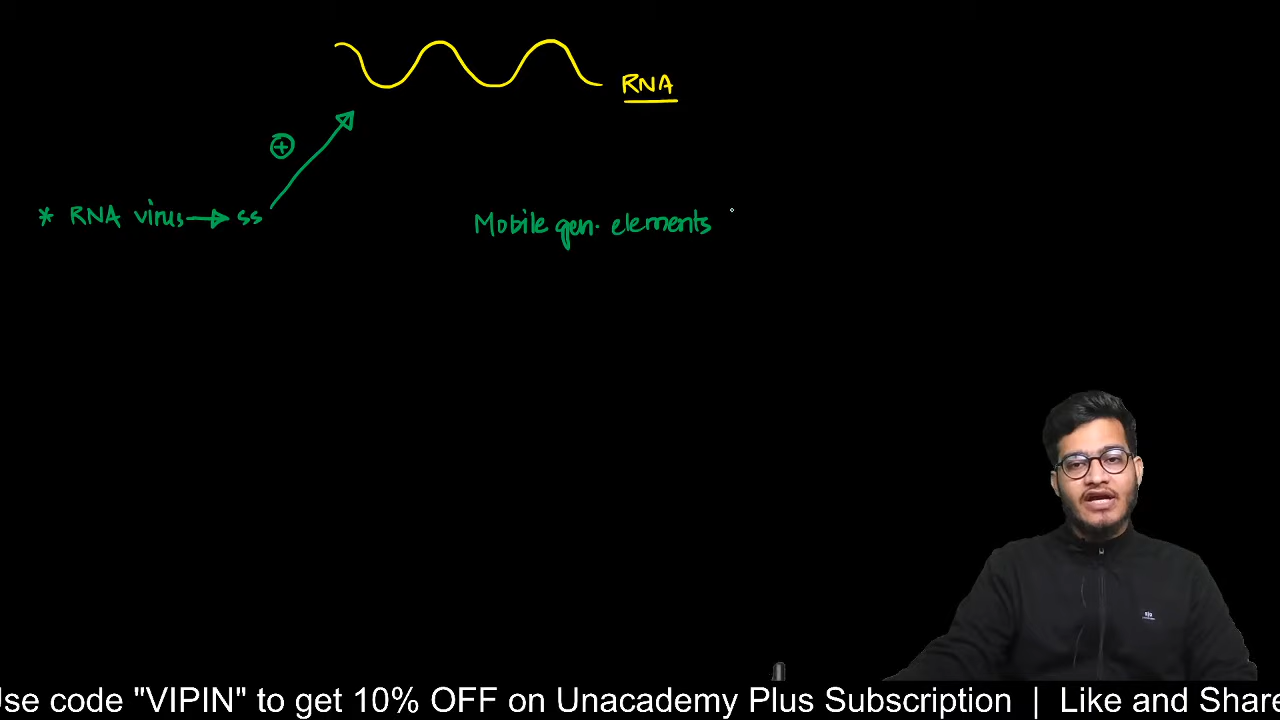 RNA
⊕
* RNA virus → ss
Mobile gen. elements
Use code "VIPIN" to get 10% OFF on Unacademy Plus Subscription | Like and Share